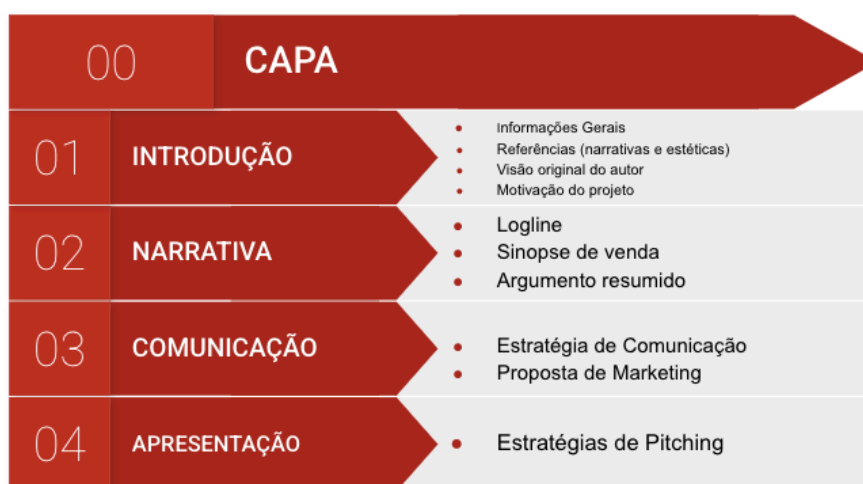 00
CAPA
01
INTRODUÇÃO
Informações Gerais
Referências (narrativas e estéticas)
Visão original do autor
Motivação do projeto
02
NARRATIVA
Logline
Sinopse de venda
Argumento resumido
03
COMUNICAÇÃO
Estratégia de Comunicação
Proposta de Marketing
04
APRESENTAÇÃO
Estratégias de Pitching